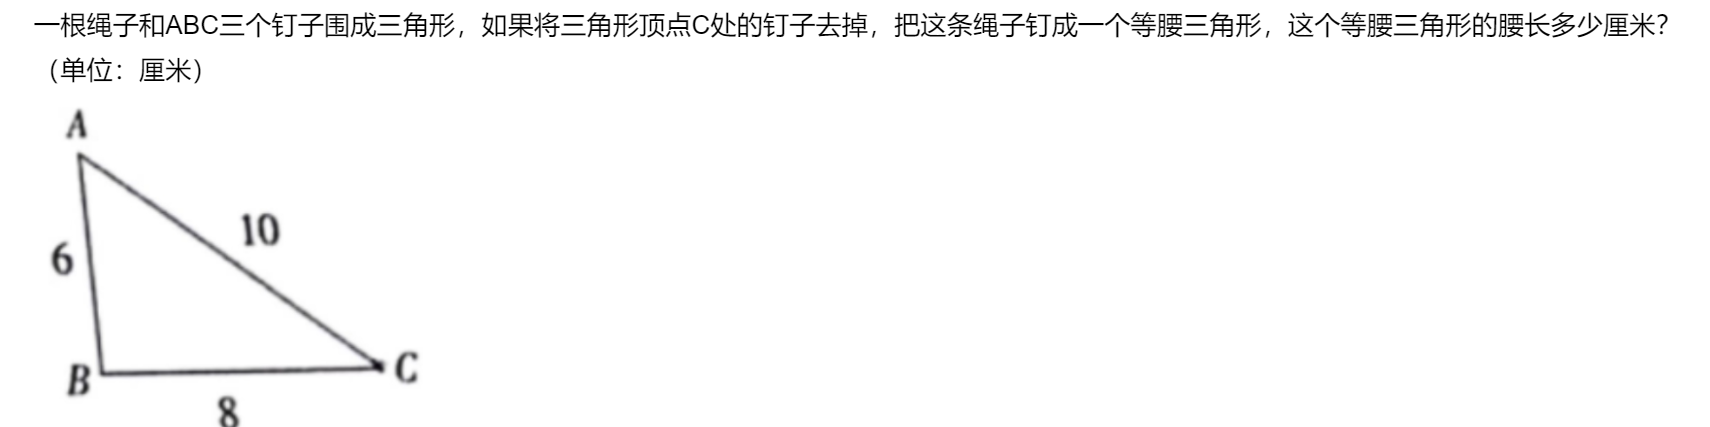 一根绳子和ABC三个钉子围成三角形，如果将三角形顶点C处的钉子去掉，把这条绳子钉成一个等腰三角形，这个等腰三角形的腰长多少厘米？
（单位：厘米）
A
10
6
B
C
8